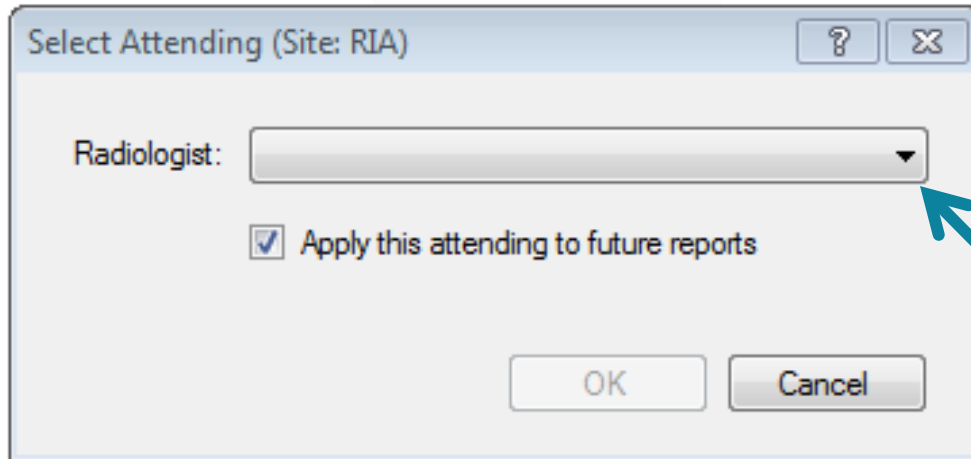 Select Attending (Site: RIA)
Radiologist:
Apply this attending to future reports
OK Cancel